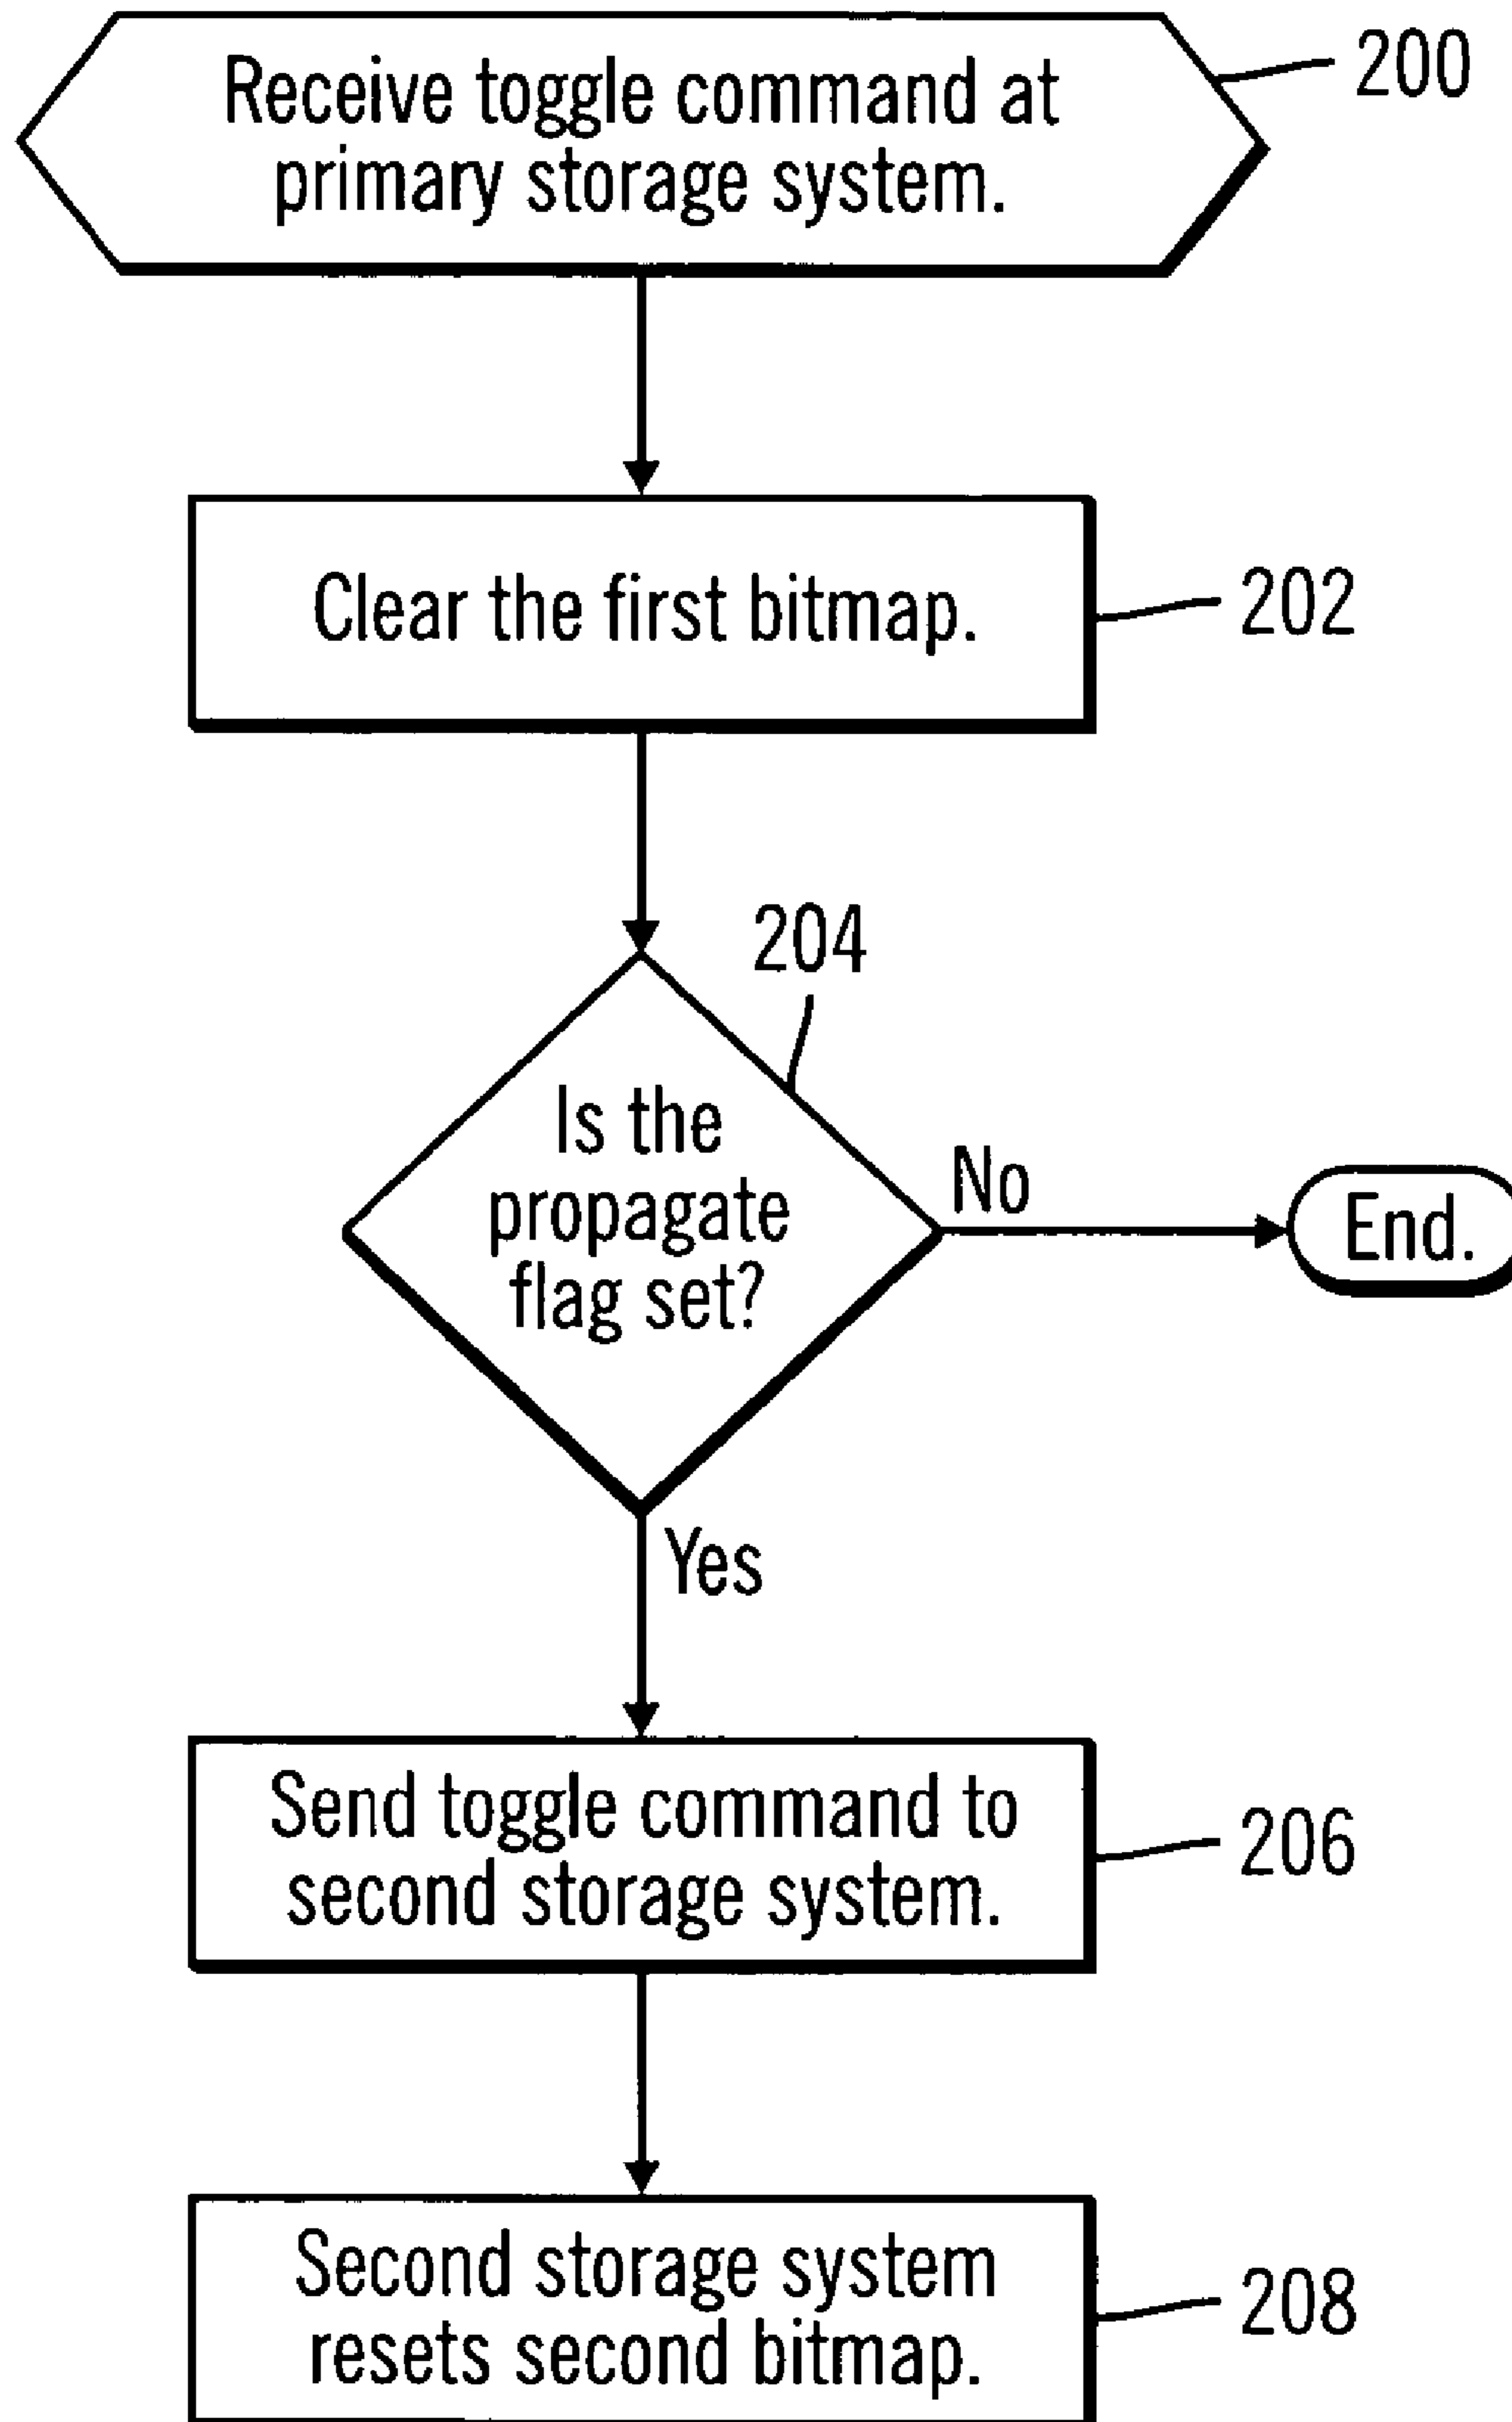 Receive toggle command at
primary storage system.
200
Clear the first bitmap.
202
204
Is the
propagate
flag set?
No
End.
Yes
Send toggle command to
second storage system.
206
Second storage system
resets second bitmap.
208